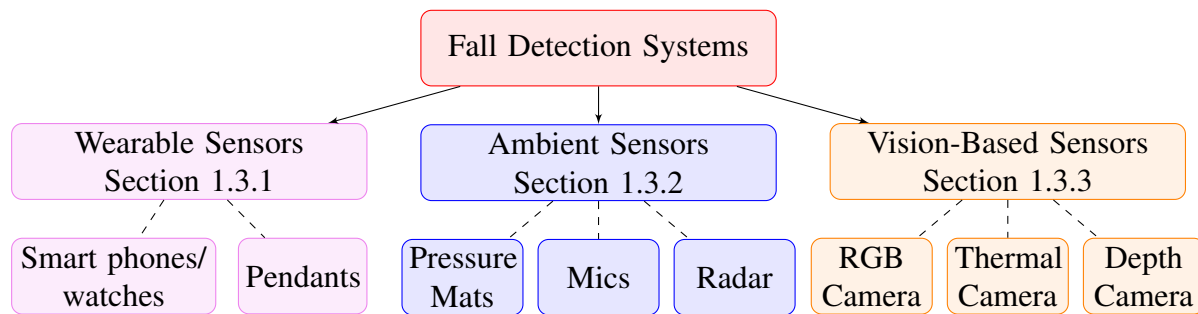 Fall Detection Systems
Wearable Sensors
Section 1.3.1
Ambient Sensors
Section 1.3.2
Vision-Based Sensors
Section 1.3.3
Smart phones/
watches
Pendants
Pressure
Mats
Mics
Radar
RGB
Camera
Thermal
Camera
Depth
Camera